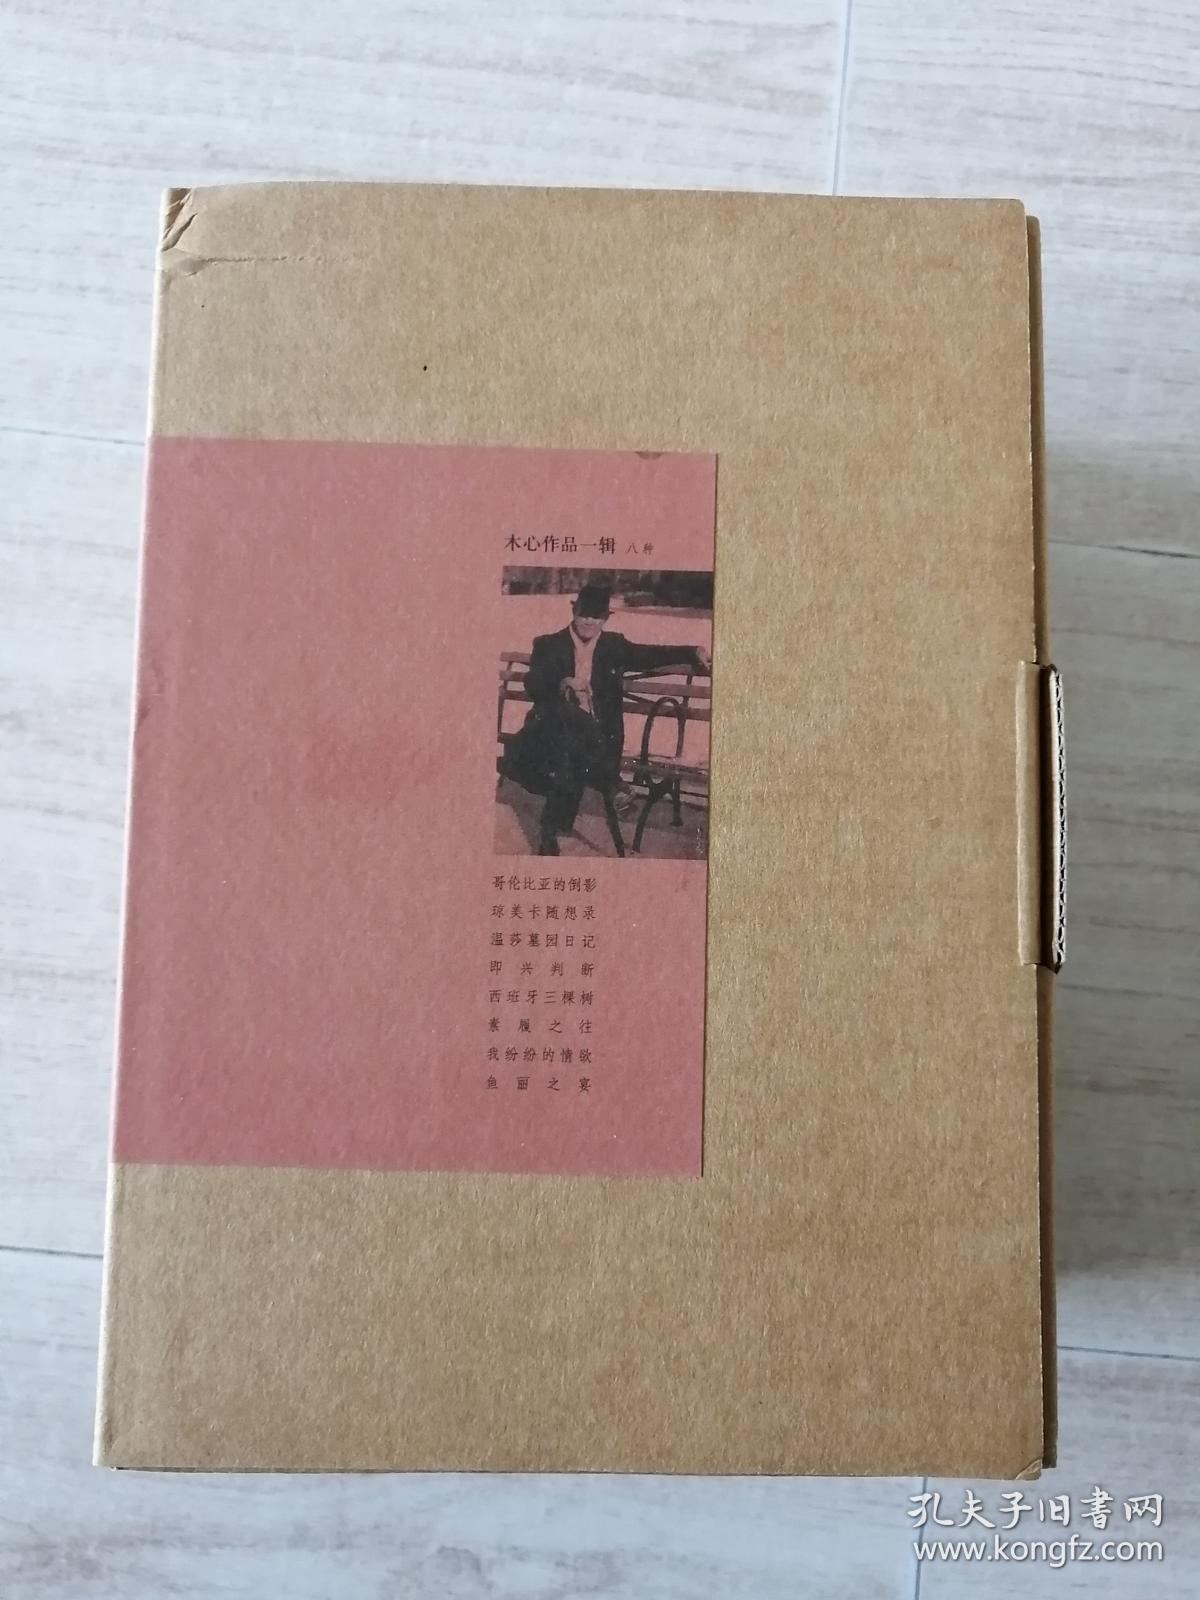 木心作品一辑 八种
哥伦比亚的倒影
琼美卡随想录
温莎墓园日记
即兴判断
西班牙三棵树
素履之往
我纷纷的情欲
鱼丽之宴
孔夫子旧书网
www.kongfz.com